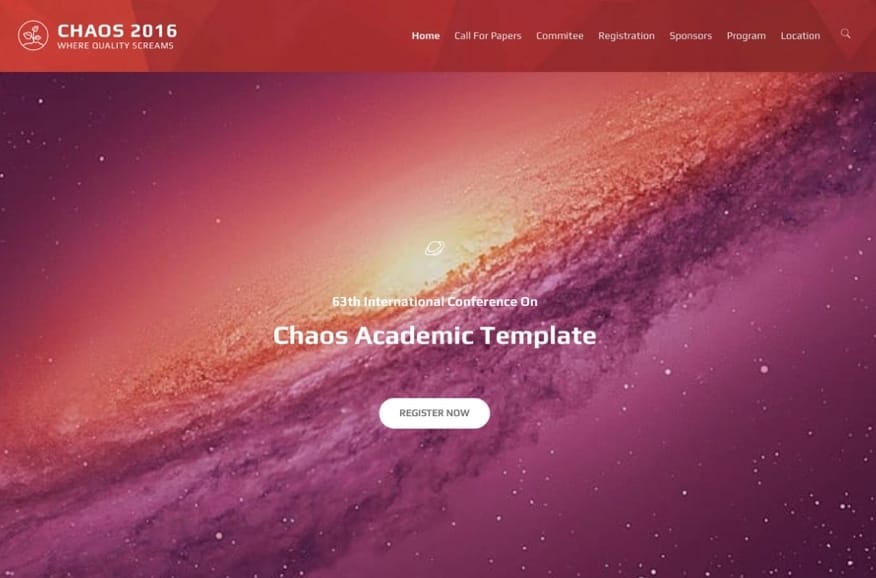 CHAOS 2016
WHERE QUALITY SCREAMS
Home Call For Papers Commitee Registration Sponsors Program Location
63th International Conference On
Chaos Academic Template
REGISTER NOW